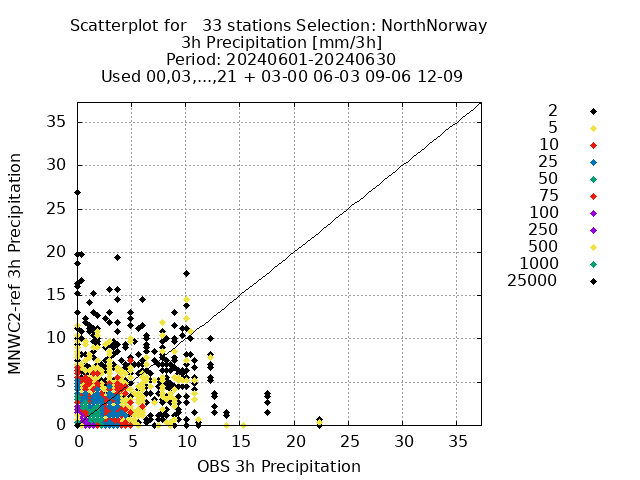 Scatterplot for   33 stations Selection: NorthNorway
3h Precipitation [mm/3h]
Period: 20240601-20240630
Used 00,03,...,21 + 03-00 06-03 09-06 12-09
MNWC2-ref 3h Precipitation
35
30
25
20
15
10
5
0
0 5 10 15 20 25 30 35
OBS 3h Precipitation
2
5
10
25
50
75
100
250
500
1000
25000